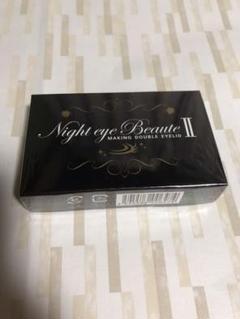 Night eye Beaute II
MAKING DOUBLE EYELID